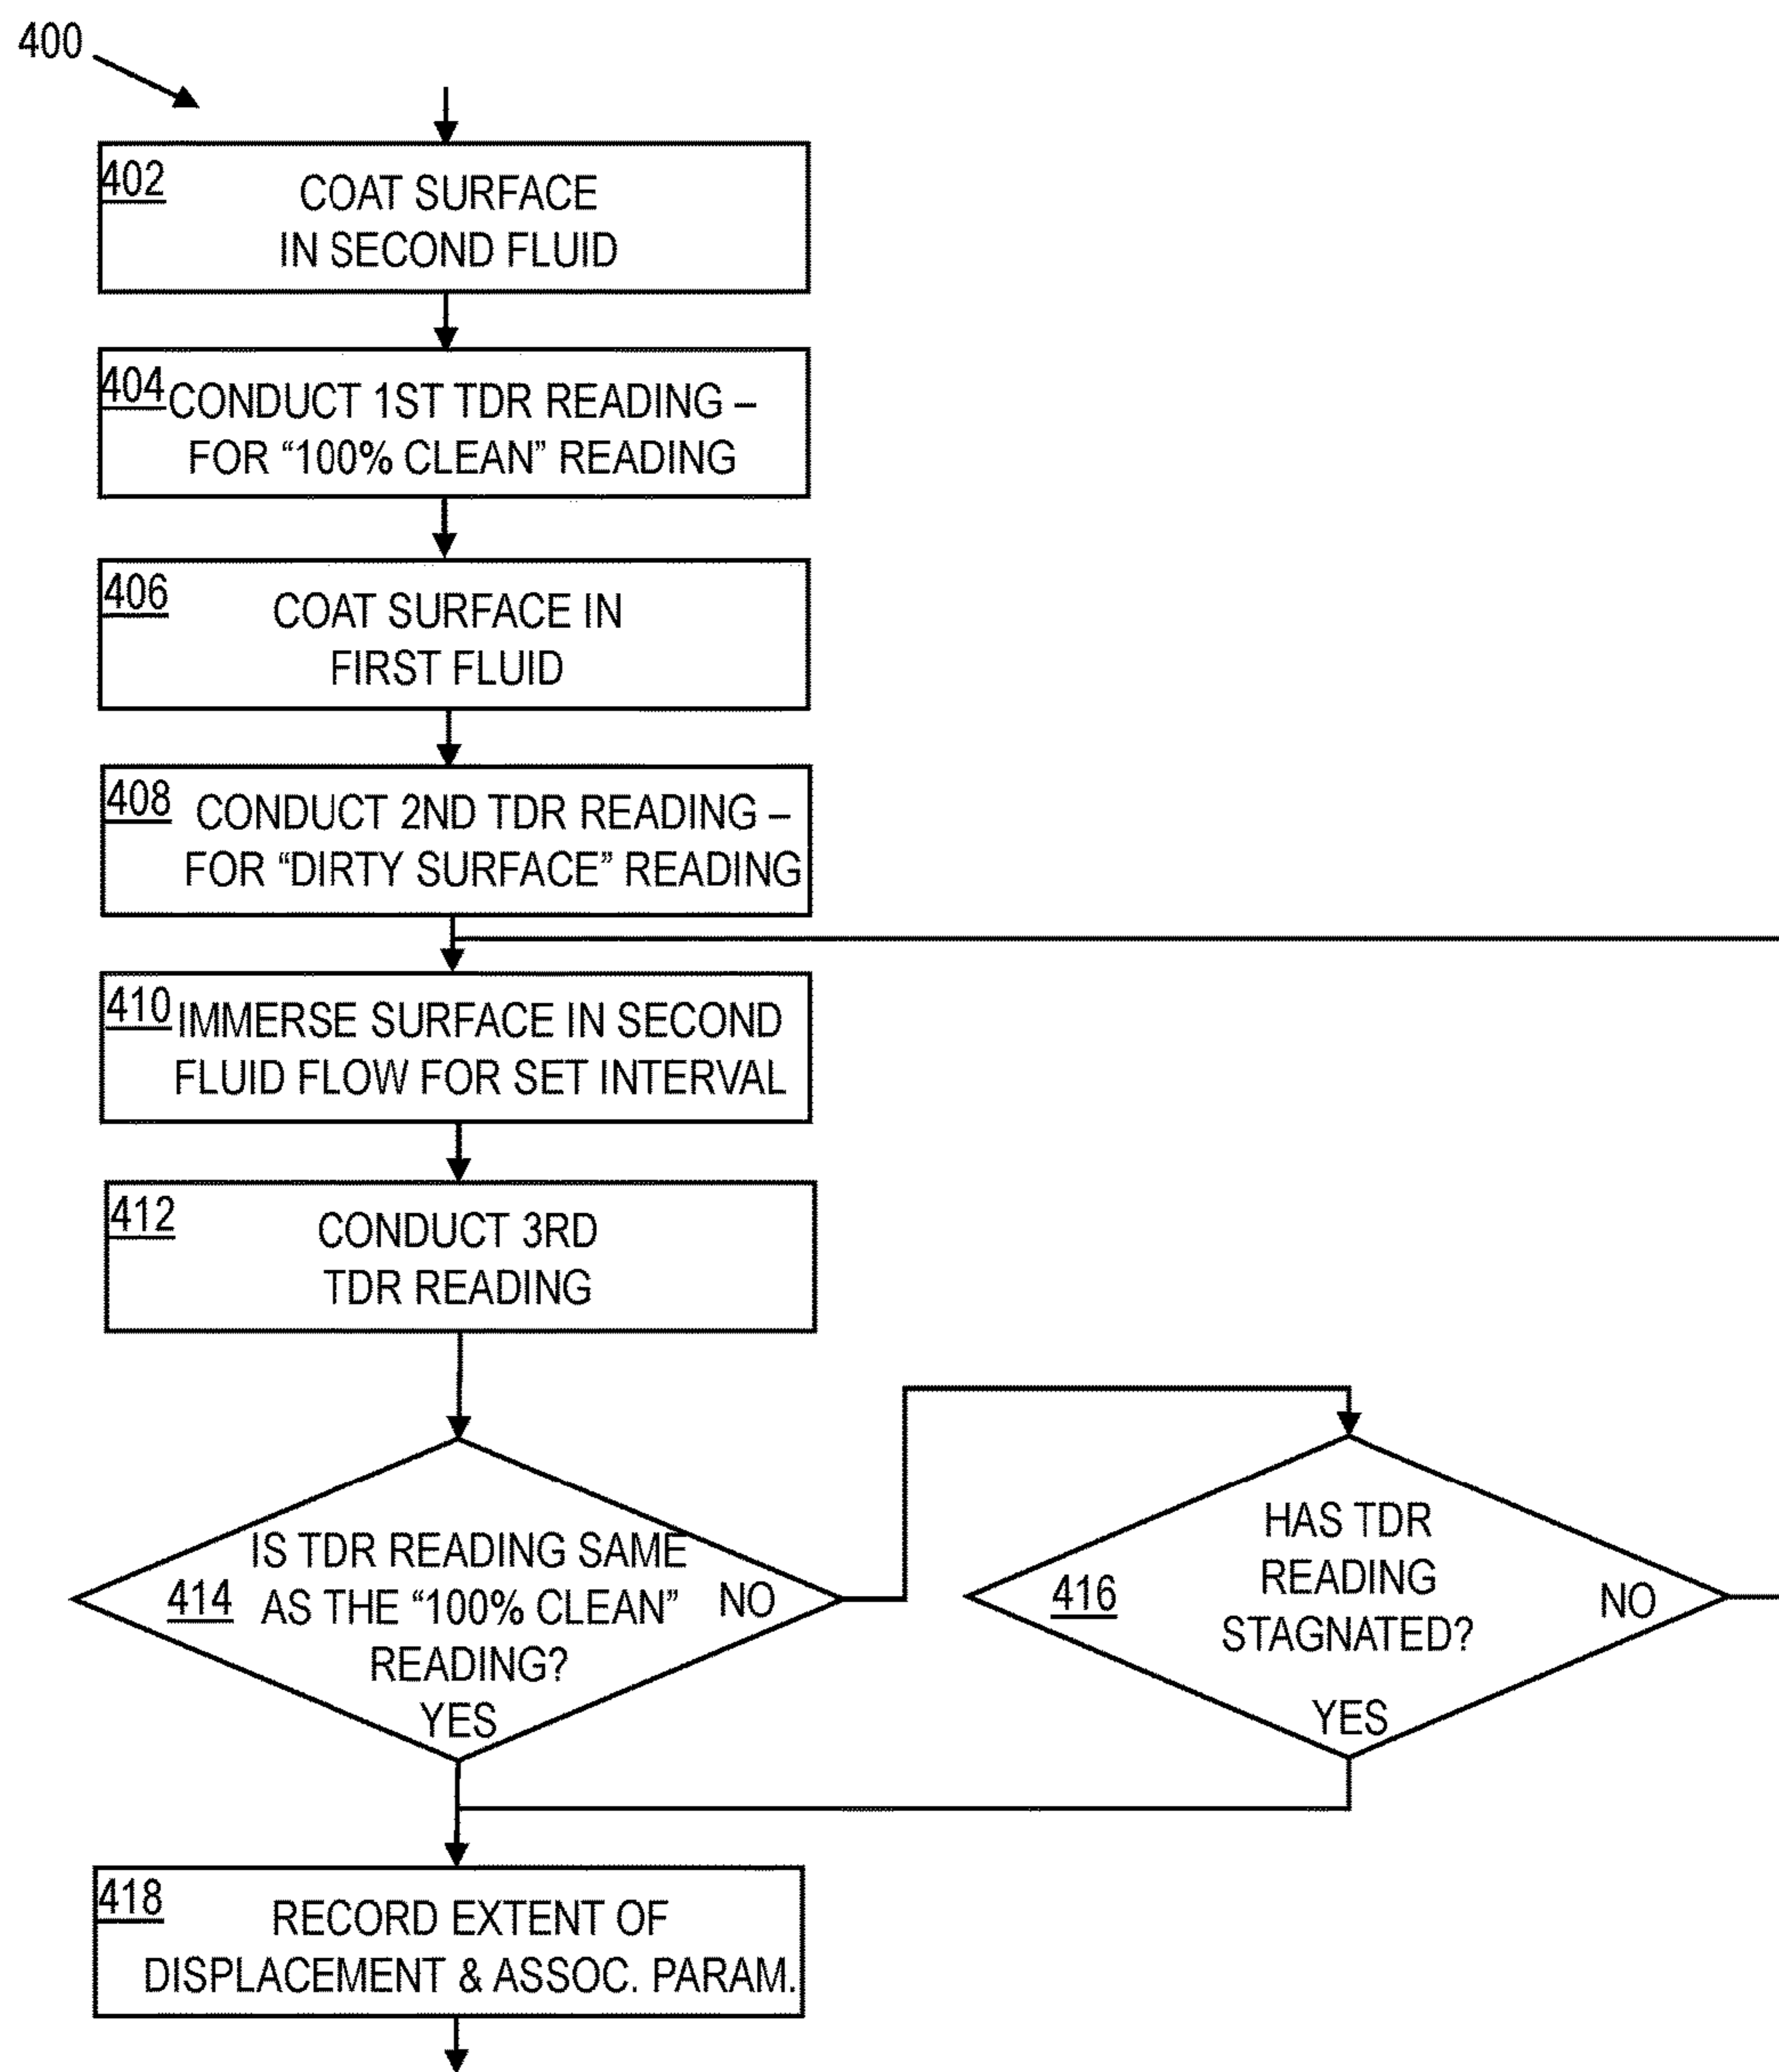 400
402
COAT SURFACE
IN SECOND FLUID
404
CONDUCT 1ST TDR READING –
FOR “100% CLEAN” READING
406
COAT SURFACE IN
FIRST FLUID
408
CONDUCT 2ND TDR READING –
FOR “DIRTY SURFACE” READING
410
IMMERSE SURFACE IN SECOND
FLUID FLOW FOR SET INTERVAL
412
CONDUCT 3RD
TDR READING
414
IS TDR READING SAME
AS THE “100% CLEAN”
READING?
NO
YES
416
HAS TDR
READING
STAGNATED?
NO
YES
418
RECORD EXTENT OF
DISPLACEMENT & ASSOC. PARAM.